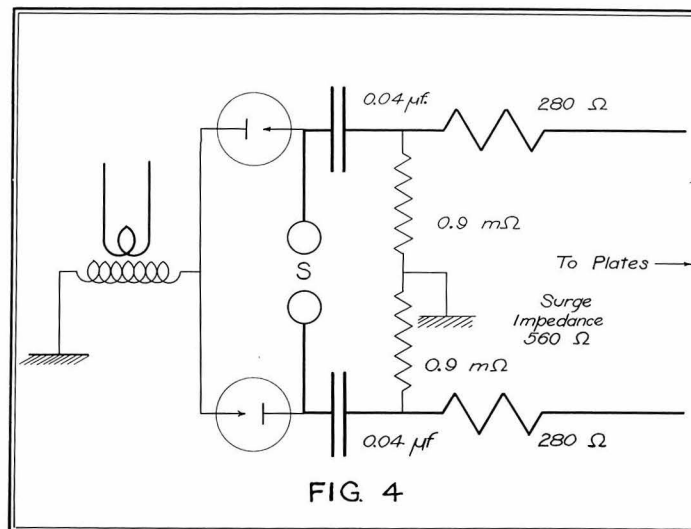 0.04 μf.
280 Ω
0.9 mΩ
S
To Plates
Surge
Impedance
560 Ω
0.9 mΩ
0.04 μf
280 Ω
FIG. 4